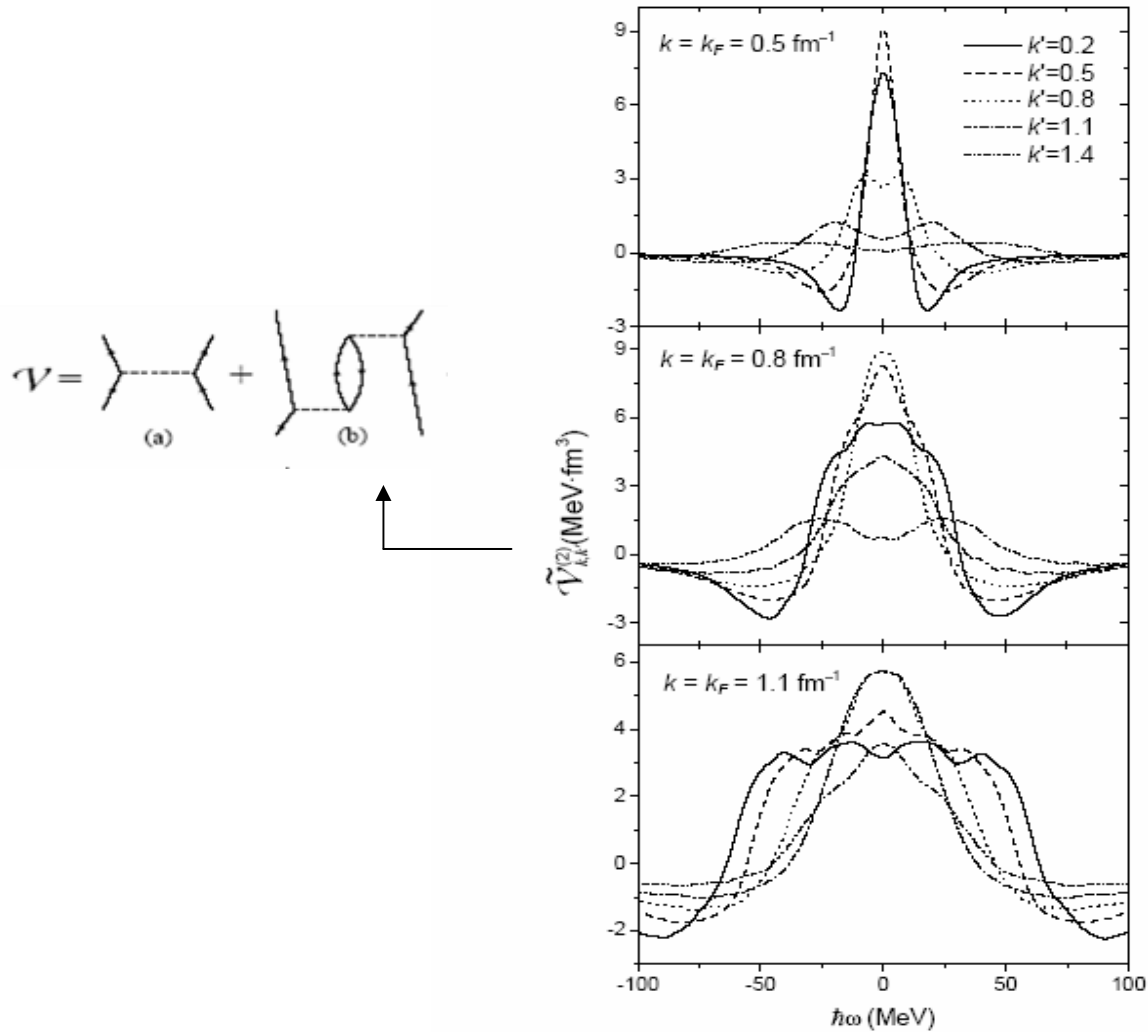 𝒱 =
+
(a)
(b)
Ṽ⁽²⁾ₖ,ₖ′(MeV·fm³)
k = k_F = 0.5 fm⁻¹
k'=0.2
k'=0.5
k'=0.8
k'=1.1
k'=1.4
9
6
3
0
-3
k = k_F = 0.8 fm⁻¹
9
6
3
0
-3
k = k_F = 1.1 fm⁻¹
6
4
2
0
-2
-100 -50 0 50 100
ħω (MeV)